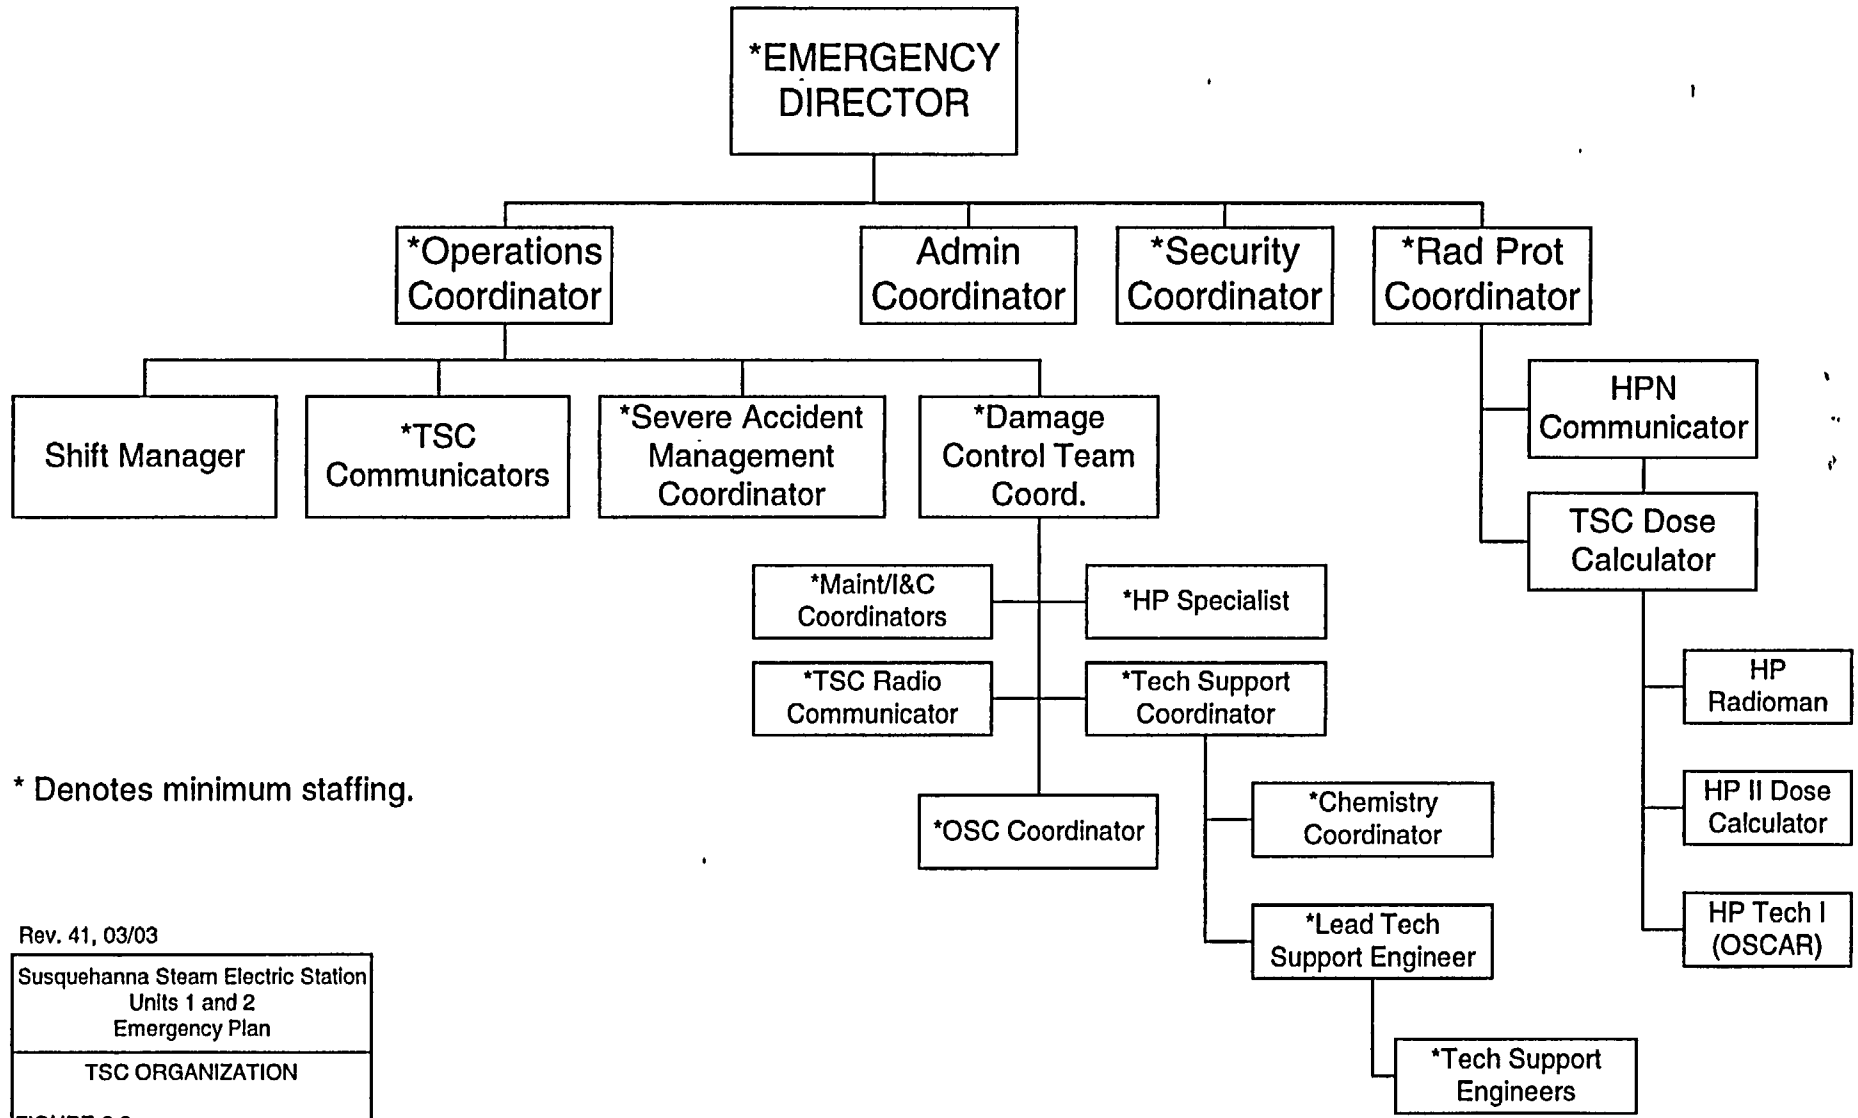 *EMERGENCY
DIRECTOR
*Operations
Coordinator
Admin
Coordinator
*Security
Coordinator
*Rad Prot
Coordinator
Shift Manager
*TSC
Communicators
*Severe Accident
Management
Coordinator
*Damage
Control Team
Coord.
HPN
Communicator
TSC Dose
Calculator
*Maint/I&C
Coordinators
*HP Specialist
*TSC Radio
Communicator
*Tech Support
Coordinator
HP
Radioman
* Denotes minimum staffing.
*OSC Coordinator
*Chemistry
Coordinator
HP II Dose
Calculator
*Lead Tech
Support Engineer
HP Tech I
(OSCAR)
*Tech Support
Engineers
Rev. 41, 03/03
Susquehanna Steam Electric Station
Units 1 and 2
Emergency Plan
TSC ORGANIZATION